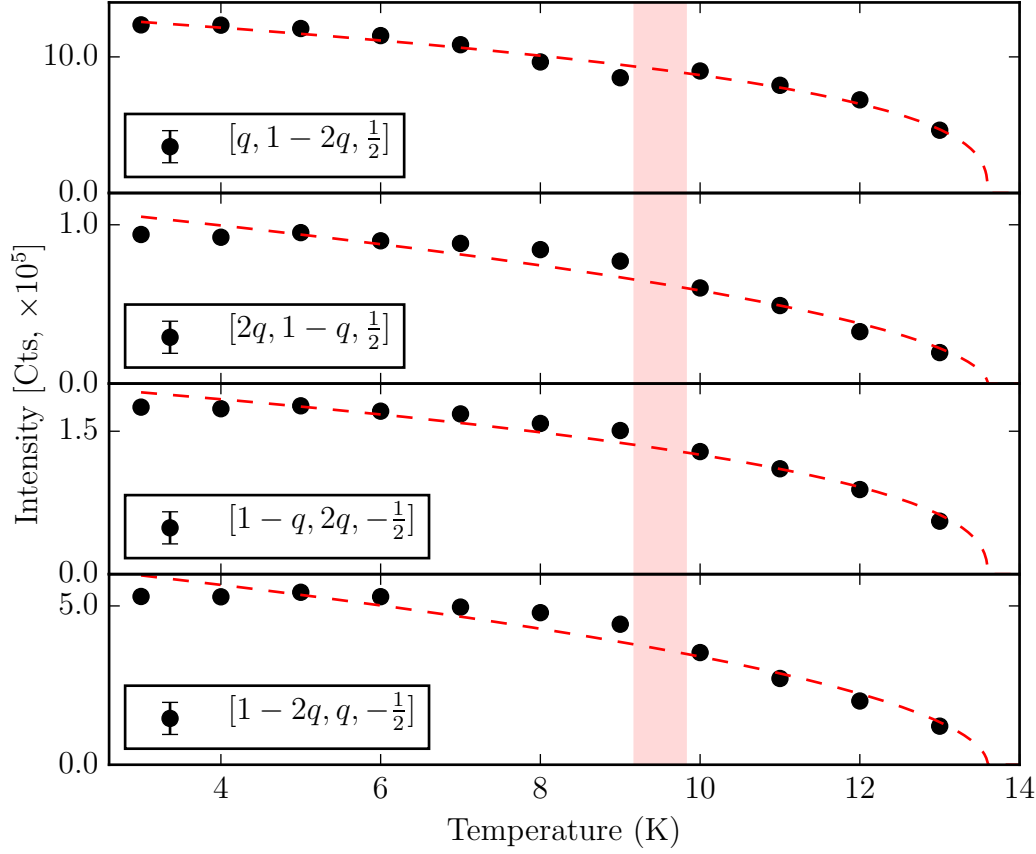 10.0
[q, 1 − 2q, 1/2]
0.0
1.0
[2q, 1 − q, 1/2]
0.0
1.5
[1 − q, 2q, −1/2]
0.0
5.0
[1 − 2q, q, −1/2]
0.0
Intensity [Cts, ×10⁵]
4 6 8 10 12 14
Temperature (K)